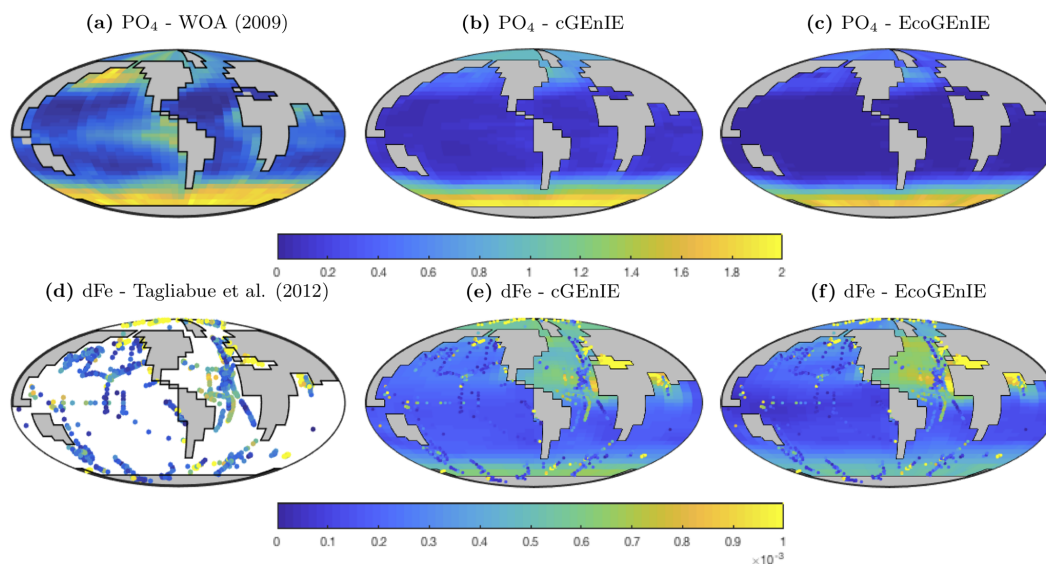 (a) PO₄ - WOA (2009) (b) PO₄ - cGEnIE (c) PO₄ - EcoGEnIE
0 0.2 0.4 0.6 0.8 1 1.2 1.4 1.6 1.8 2
(d) dFe - Tagliabue et al. (2012) (e) dFe - cGEnIE (f) dFe - EcoGEnIE
0 0.1 0.2 0.3 0.4 0.5 0.6 0.7 0.8 0.9 1
×10⁻³